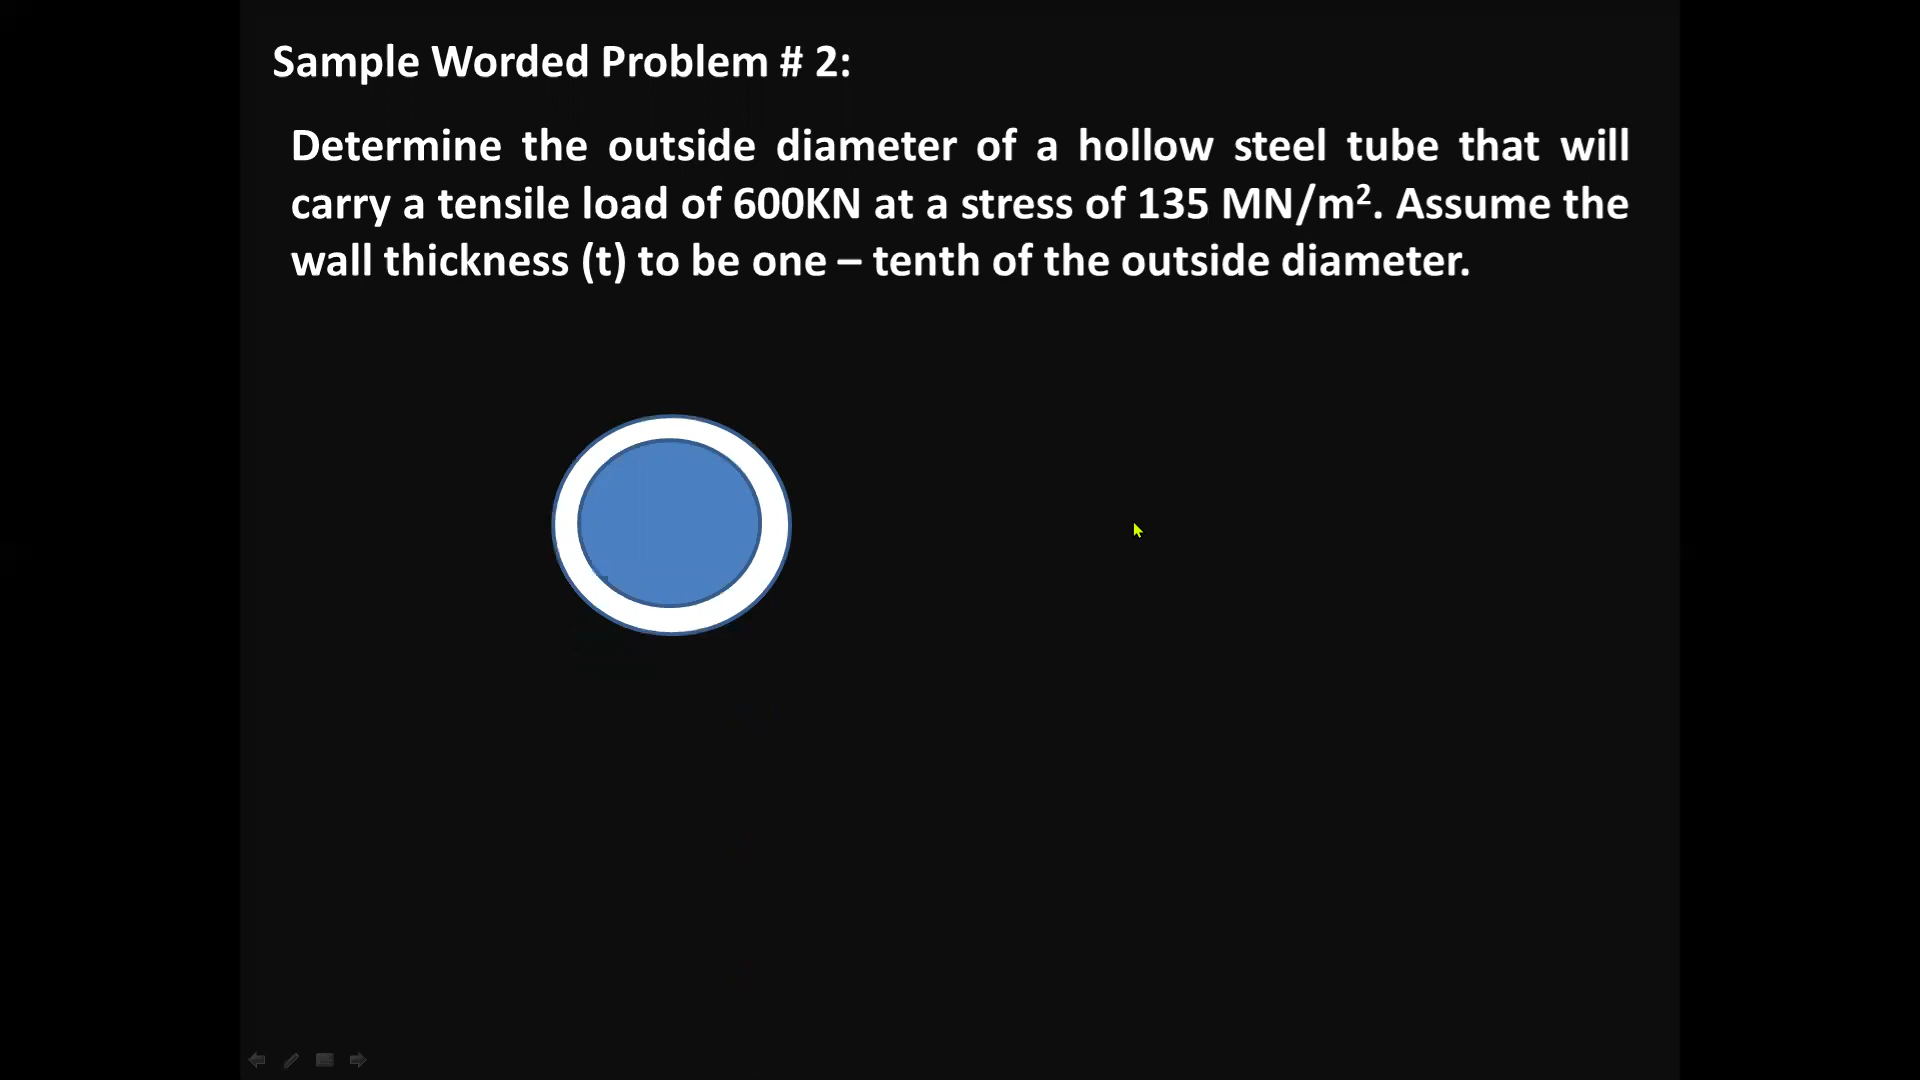 Sample Worded Problem # 2:
Determine the outside diameter of a hollow steel tube that will
carry a tensile load of 600KN at a stress of 135 MN/m². Assume the
wall thickness (t) to be one – tenth of the outside diameter.